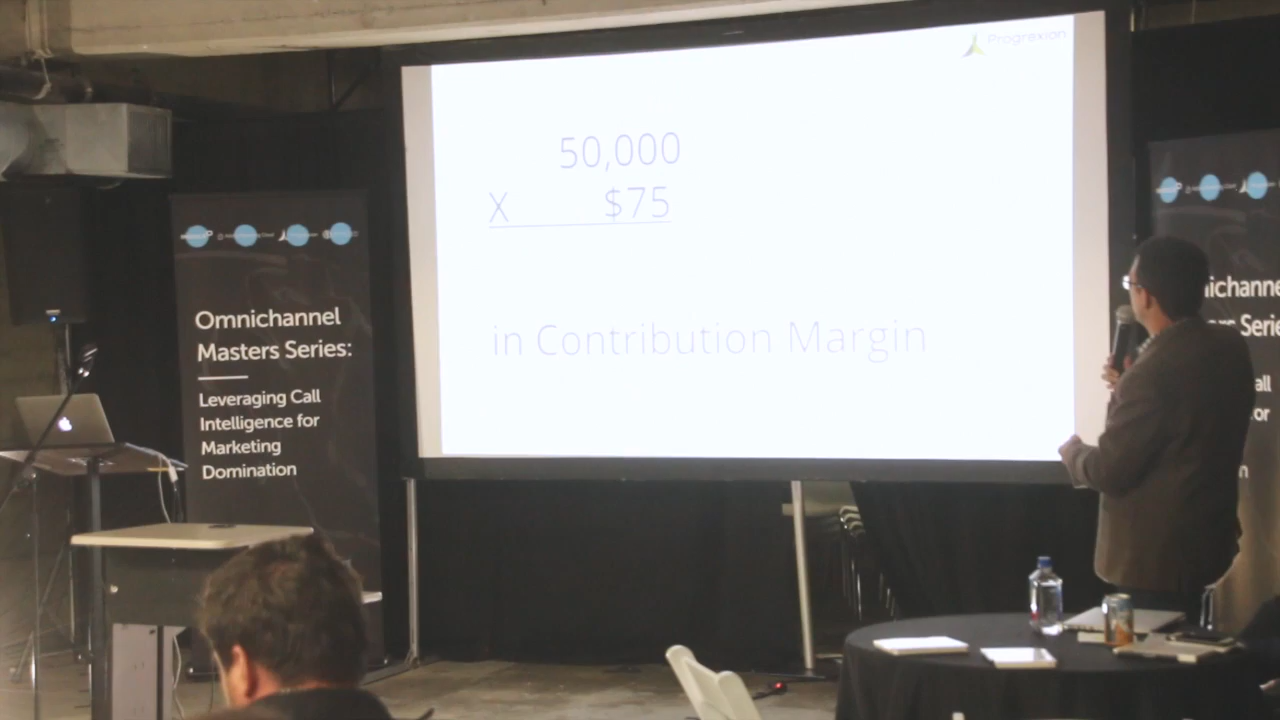 Progrexion
50,000
X $75
in Contribution Margin
Omnichannel
Masters Series:
Leveraging Call
Intelligence for
Marketing
Domination